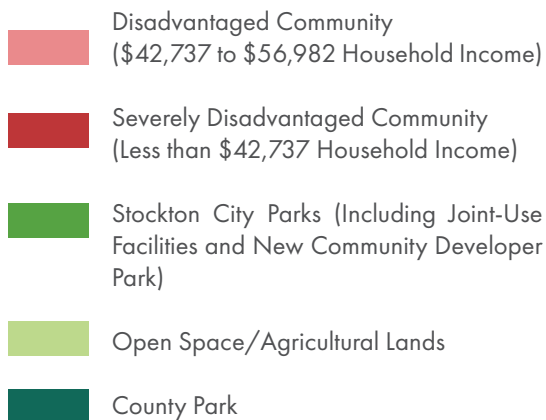 Disadvantaged Community
($42,737 to $56,982 Household Income)
Severely Disadvantaged Community
(Less than $42,737 Household Income)
Stockton City Parks (Including Joint-Use
Facilities and New Community Developer
Park)
Open Space/Agricultural Lands
County Park